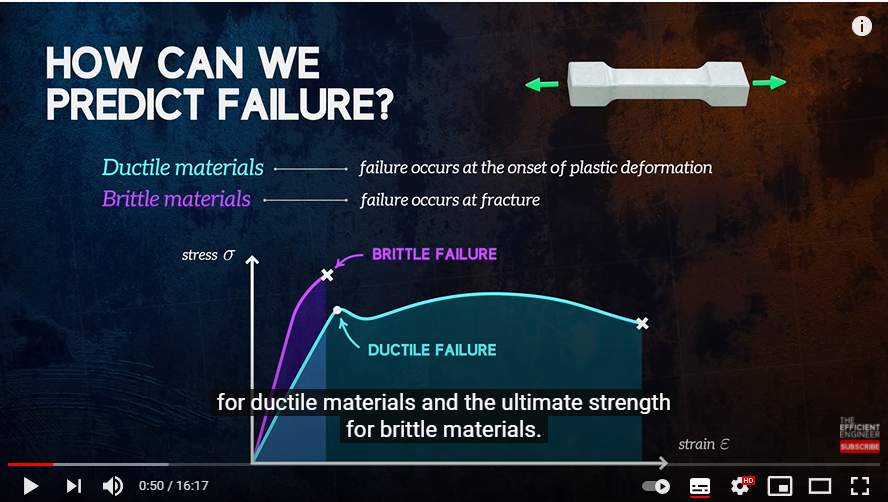 HOW CAN WE
PREDICT FAILURE?
Ductile materials
failure occurs at the onset of plastic deformation
Brittle materials
failure occurs at fracture
stress σ
BRITTLE FAILURE
DUCTILE FAILURE
for ductile materials and the ultimate strength
for brittle materials.
strain ε
THE
EFFICIENT
ENGINEER
SUBSCRIBE
0:50 / 16:17
HD